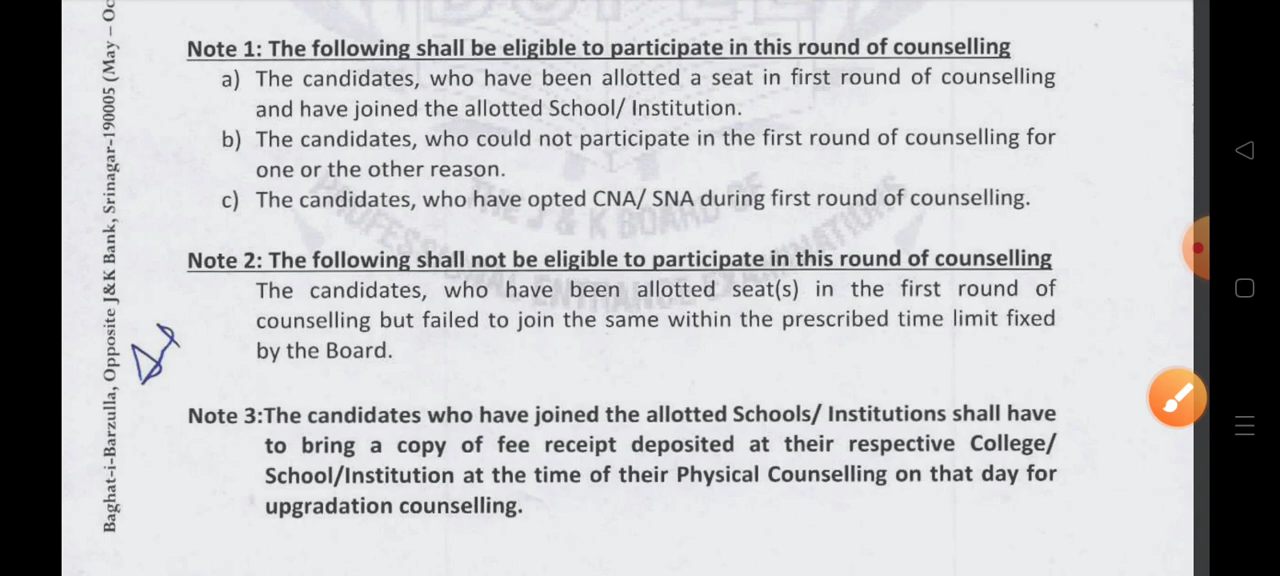 Baghat-i-Barzulla, Opposite J&K Bank, Srinagar-190005 (May – Oc
Note 1: The following shall be eligible to participate in this round of counselling
a) The candidates, who have been allotted a seat in first round of counselling
and have joined the allotted School/ Institution.
b) The candidates, who could not participate in the first round of counselling for
one or the other reason.
c) The candidates, who have opted CNA/ SNA during first round of counselling.
THE J & K BOARD OF
PROFESSIONAL ENTRANCE EXAMINATIONS
Note 2: The following shall not be eligible to participate in this round of counselling
The candidates, who have been allotted seat(s) in the first round of
counselling but failed to join the same within the prescribed time limit fixed
by the Board.
Note 3:The candidates who have joined the allotted Schools/ Institutions shall have
to bring a copy of fee receipt deposited at their respective College/
School/Institution at the time of their Physical Counselling on that day for
upgradation counselling.